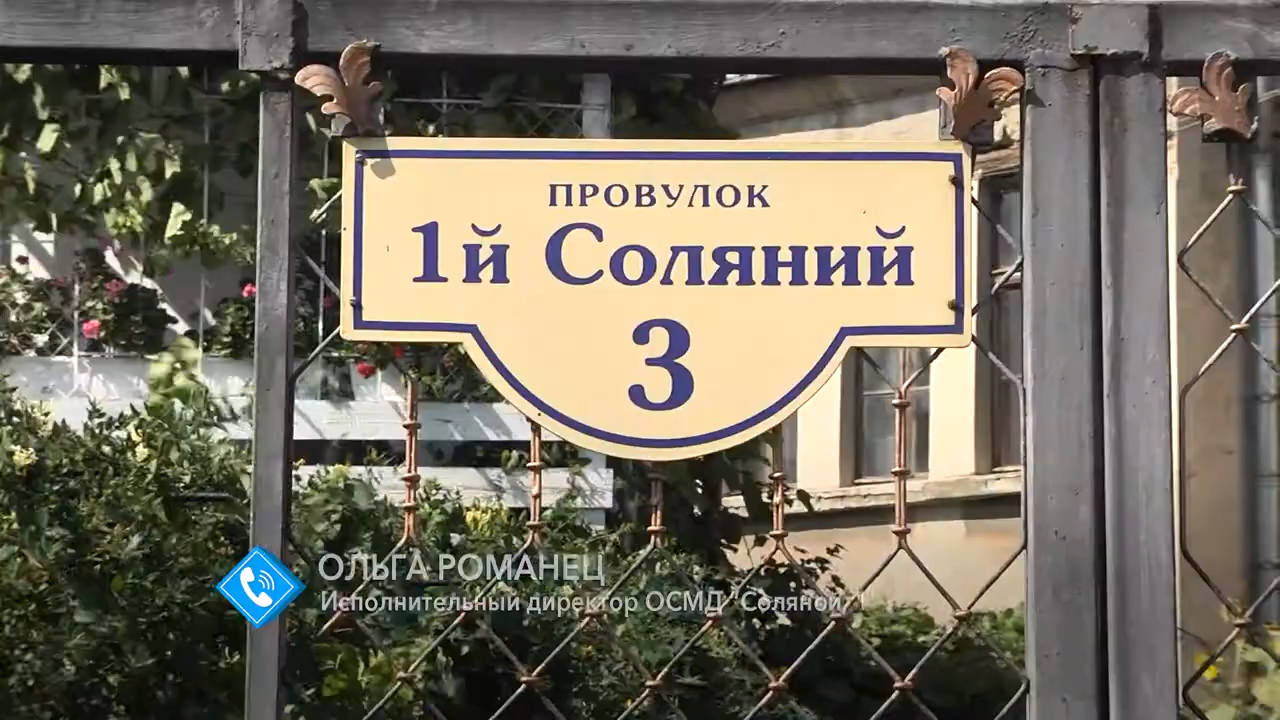 ПРОВУЛОК
1й Соляний
3
ОЛЬГА РОМАНЕЦ
Исполнительный директор ОСМД "Соляной,